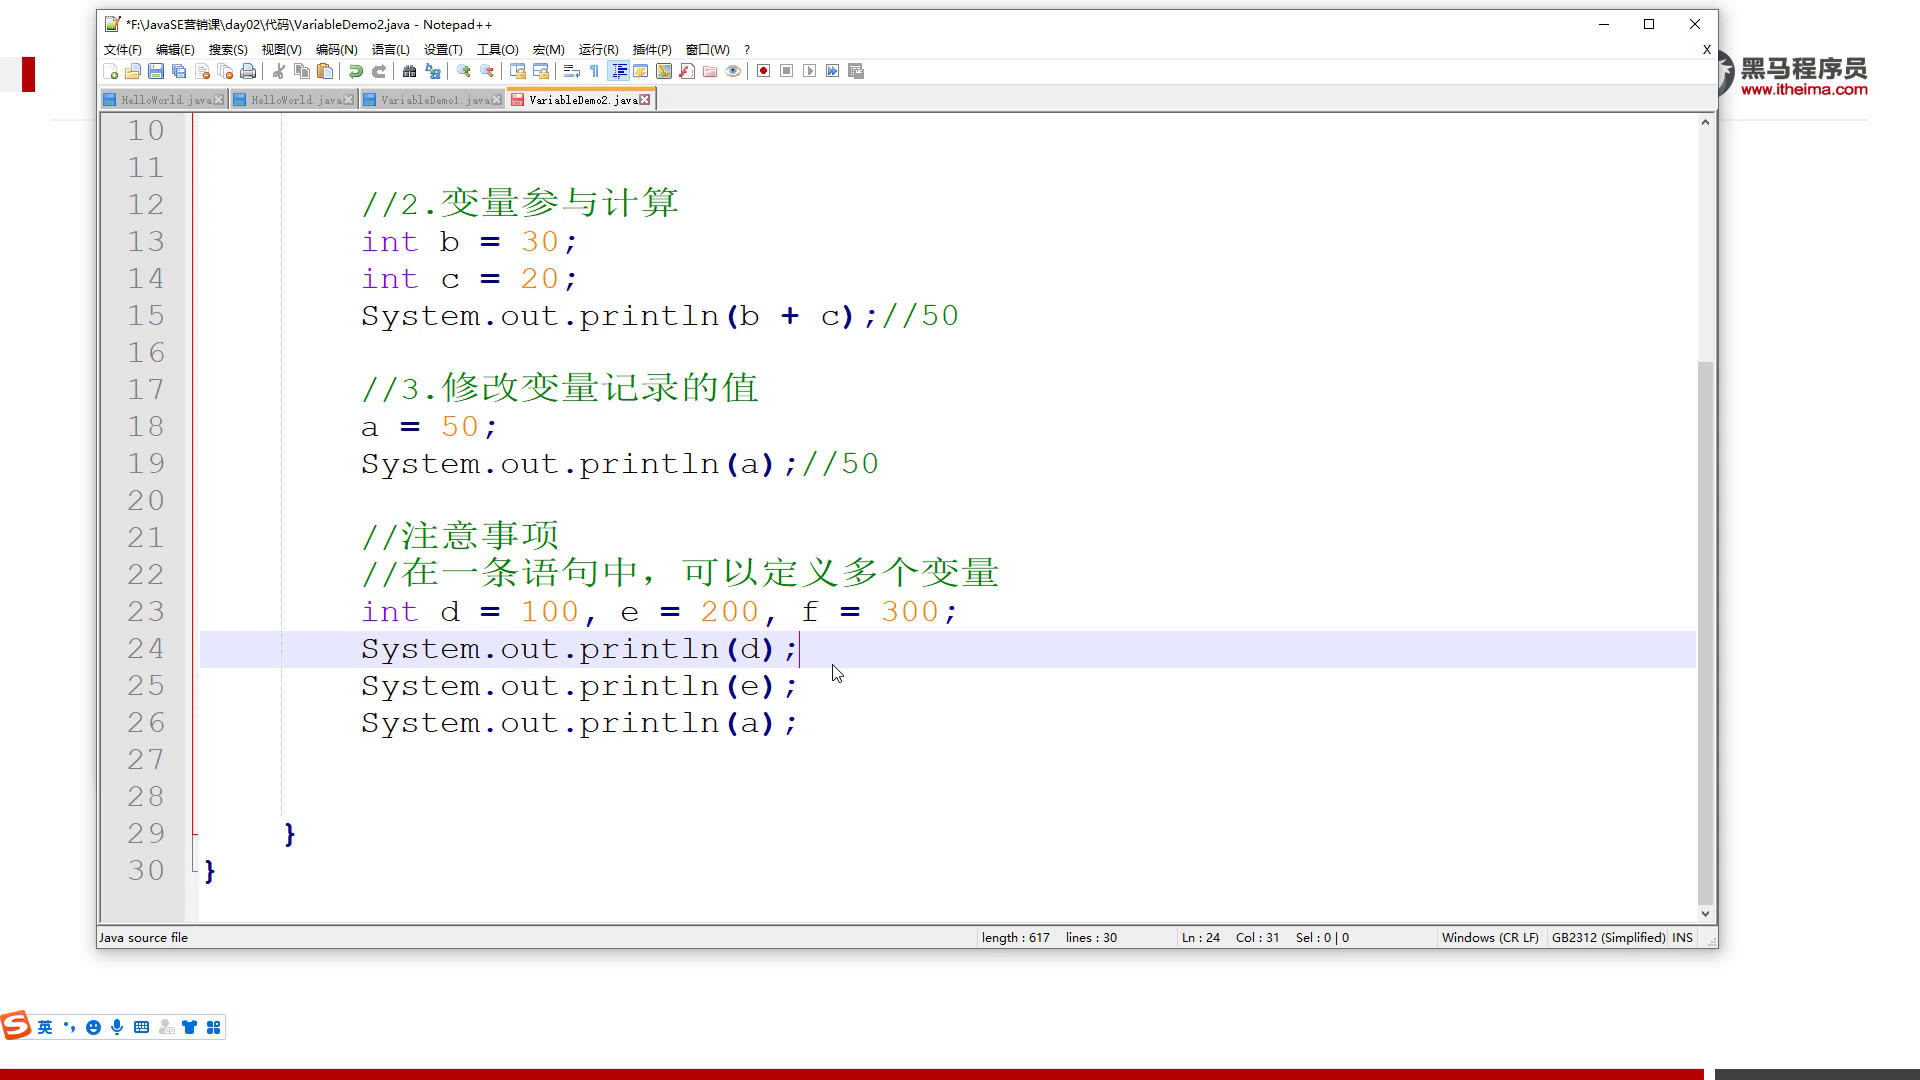 *F:\JavaSE营销课\day02\代码\VariableDemo2.java - Notepad++
文件(F) 编辑(E) 搜索(S) 视图(V) 编码(N) 语言(L) 设置(T) 工具(O) 宏(M) 运行(R) 插件(P) 窗口(W) ? X
黑马程序员
www.itheima.com
HelloWorld.java HelloWorld.java VariableDemo1.java VariableDemo2.java
10
11
12 //2.变量参与计算
13 int b = 30;
14 int c = 20;
15 System.out.println(b + c);//50
16
17 //3.修改变量记录的值
18 a = 50;
19 System.out.println(a);//50
20
21 //注意事项
22 //在一条语句中，可以定义多个变量
23 int d = 100, e = 200, f = 300;
24 System.out.println(d);
25 System.out.println(e);
26 System.out.println(a);
27
28
29 }
30 }
Java source file length : 617 lines : 30 Ln : 24 Col : 31 Sel : 0 | 0 Windows (CR LF) GB2312 (Simplified) INS
S 英